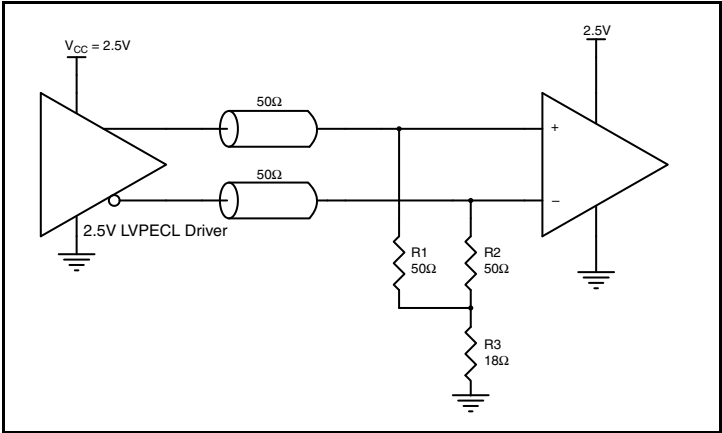 V_CC = 2.5V
2.5V
50Ω
+
50Ω
–
2.5V LVPECL Driver
R1
50Ω
R2
50Ω
R3
18Ω